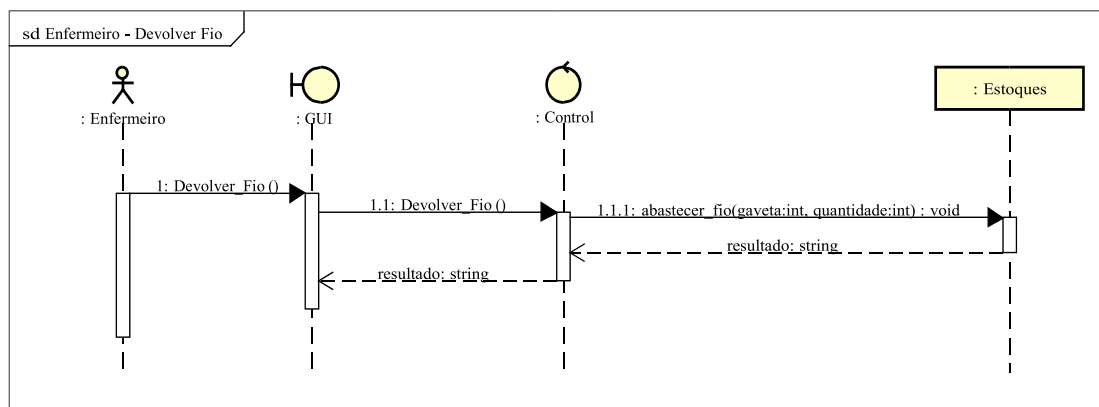 sd Enfermeiro - Devolver Fio
: Enfermeiro
: GUI
: Control
: Estoques
1: Devolver_Fio ()
1.1: Devolver_Fio ()
1.1.1: abastecer_fio(gaveta:int, quantidade:int) : void
resultado: string
resultado: string